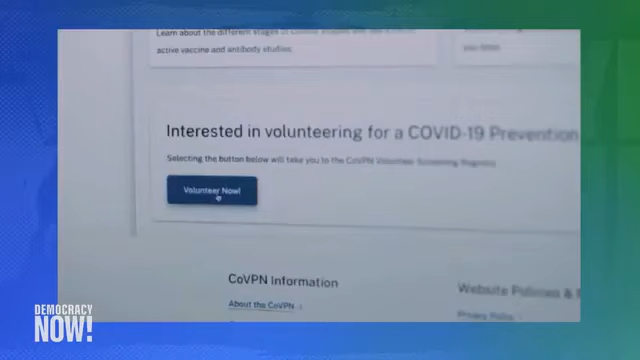 Learn about the different stages of
active vaccine and antibody studies.
Interested in volunteering for a COVID-19 Prevention
Selecting the button below will take you to the CoVPN Volunteer Screening Registry
Volunteer Now!
CoVPN Information
About the CoVPN
Website Policies &
Privacy Policy
DEMOCRACY
NOW!